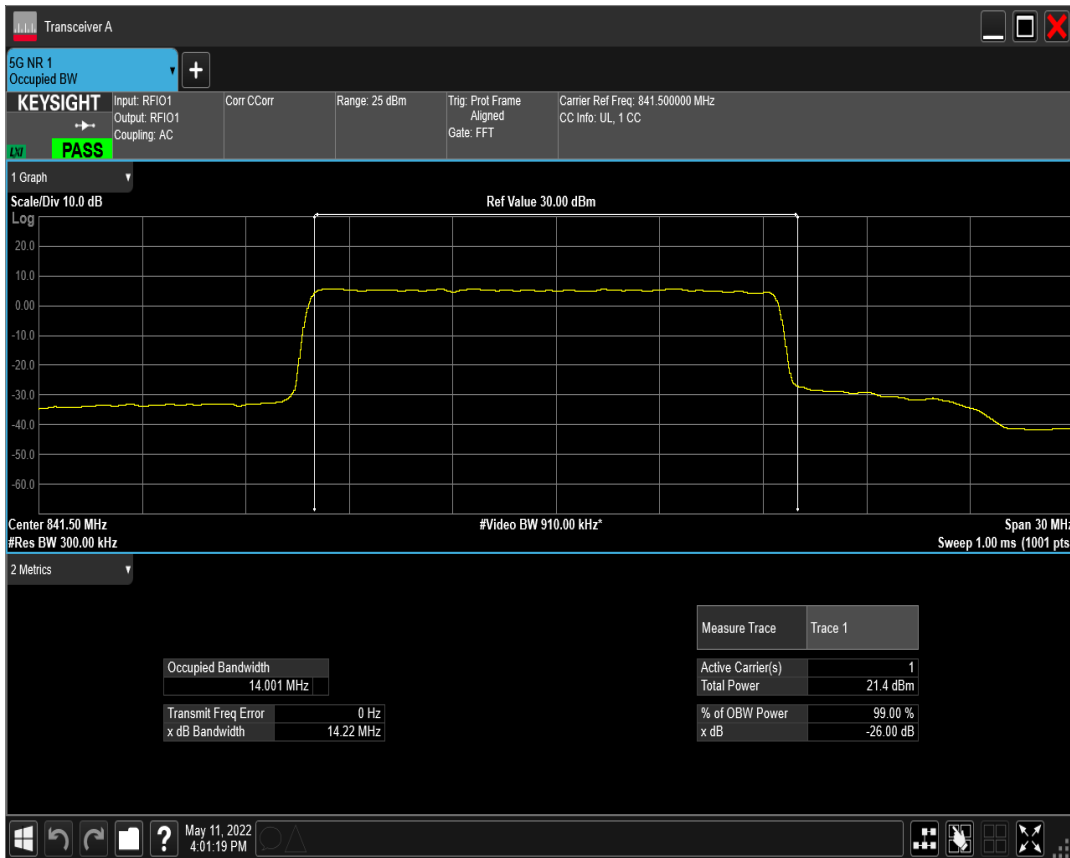 Transceiver A
5G NR 1
Occupied BW
+
KEYSIGHT
LXI
PASS
Input: RFIO1
Output: RFIO1
Coupling: AC
Corr CCorr
Range: 25 dBm
Trig: Prot Frame
Aligned
Gate: FFT
Carrier Ref Freq: 841.500000 MHz
CC Info: UL, 1 CC
1 Graph
Scale/Div 10.0 dB
Ref Value 30.00 dBm
Log
20.0
10.0
0.00
-10.0
-20.0
-30.0
-40.0
-50.0
-60.0
Center 841.50 MHz
#Video BW 910.00 kHz*
Span 30 MHz
#Res BW 300.00 kHz
Sweep 1.00 ms (1001 pts
2 Metrics
Measure Trace Trace 1
Occupied Bandwidth
14.001 MHz
Active Carrier(s) 1
Total Power 21.4 dBm
Transmit Freq Error 0 Hz
x dB Bandwidth 14.22 MHz
% of OBW Power 99.00 %
x dB -26.00 dB
?
May 11, 2022
4:01:19 PM